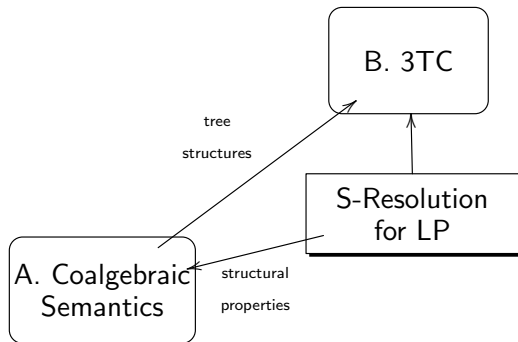 B. 3TC
tree
structures
S-Resolution
for LP
A. Coalgebraic
Semantics
structural
properties